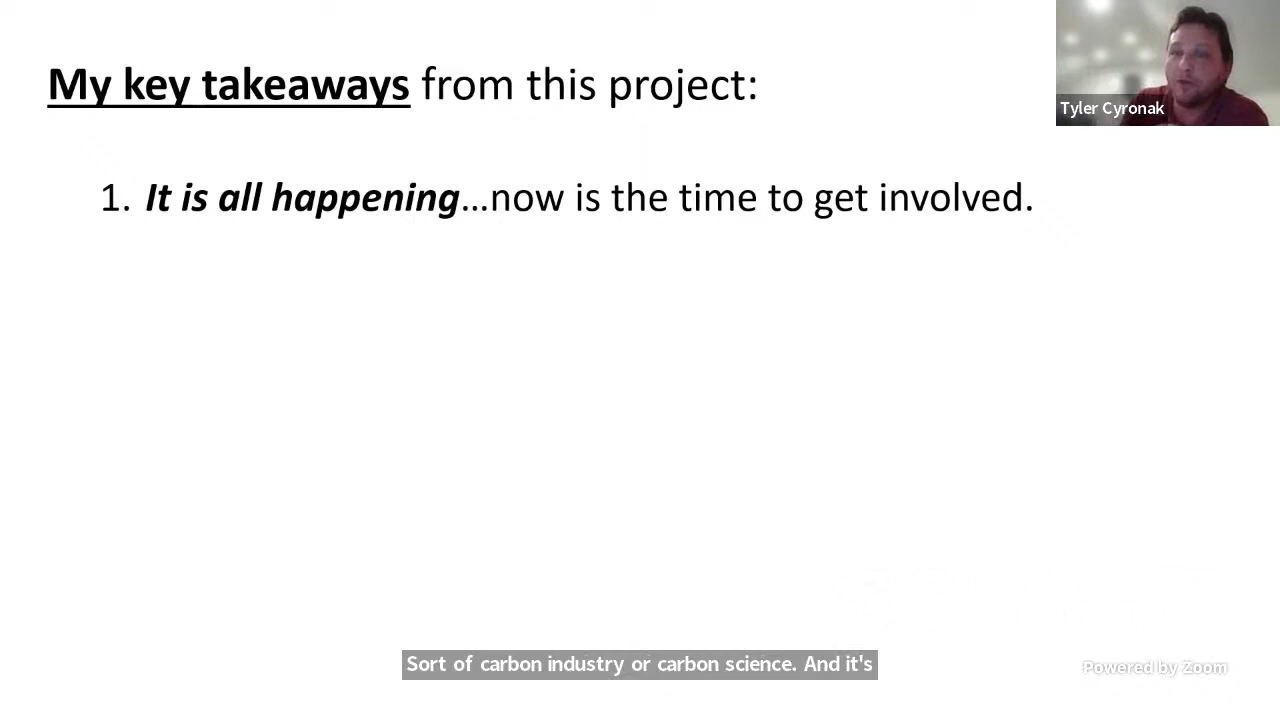 My key takeaways from this project:
Tyler Cyronak
1. It is all happening...now is the time to get involved.
Sort of carbon industry or carbon science. And it's
Powered by Zoom